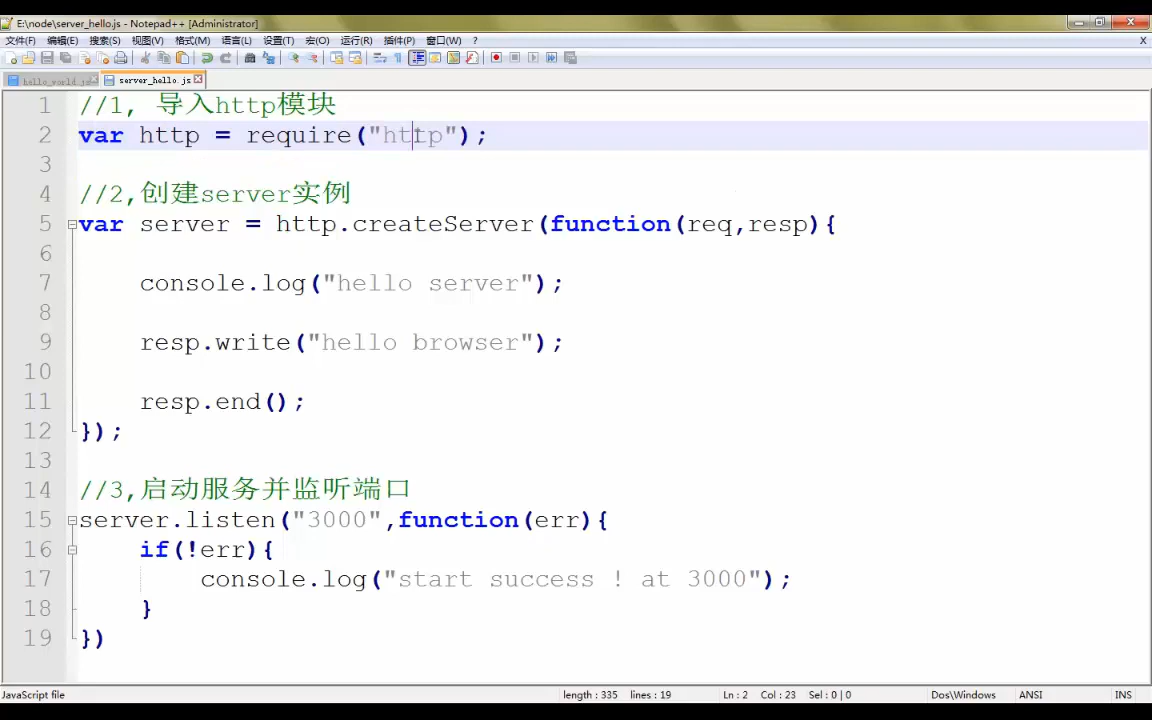 E:\node\server_hello.js - Notepad++ [Administrator]
文件(F) 编辑(E) 搜索(S) 视图(V) 格式(M) 语言(L) 设置(T) 宏(O) 运行(R) 插件(P) 窗口(W) ? X
hello_world.js server_hello.js
1 //1, 导入http模块
2 var http = require("http");
3
4 //2,创建server实例
5 var server = http.createServer(function(req,resp){
6
7 console.log("hello server");
8
9 resp.write("hello browser");
10
11 resp.end();
12 });
13
14 //3,启动服务并监听端口
15 server.listen("3000",function(err){
16 if(!err){
17 console.log("start success ! at 3000");
18 }
19 })
JavaScript file length : 335 lines : 19 Ln : 2 Col : 23 Sel : 0 | 0 Dos\Windows ANSI INS